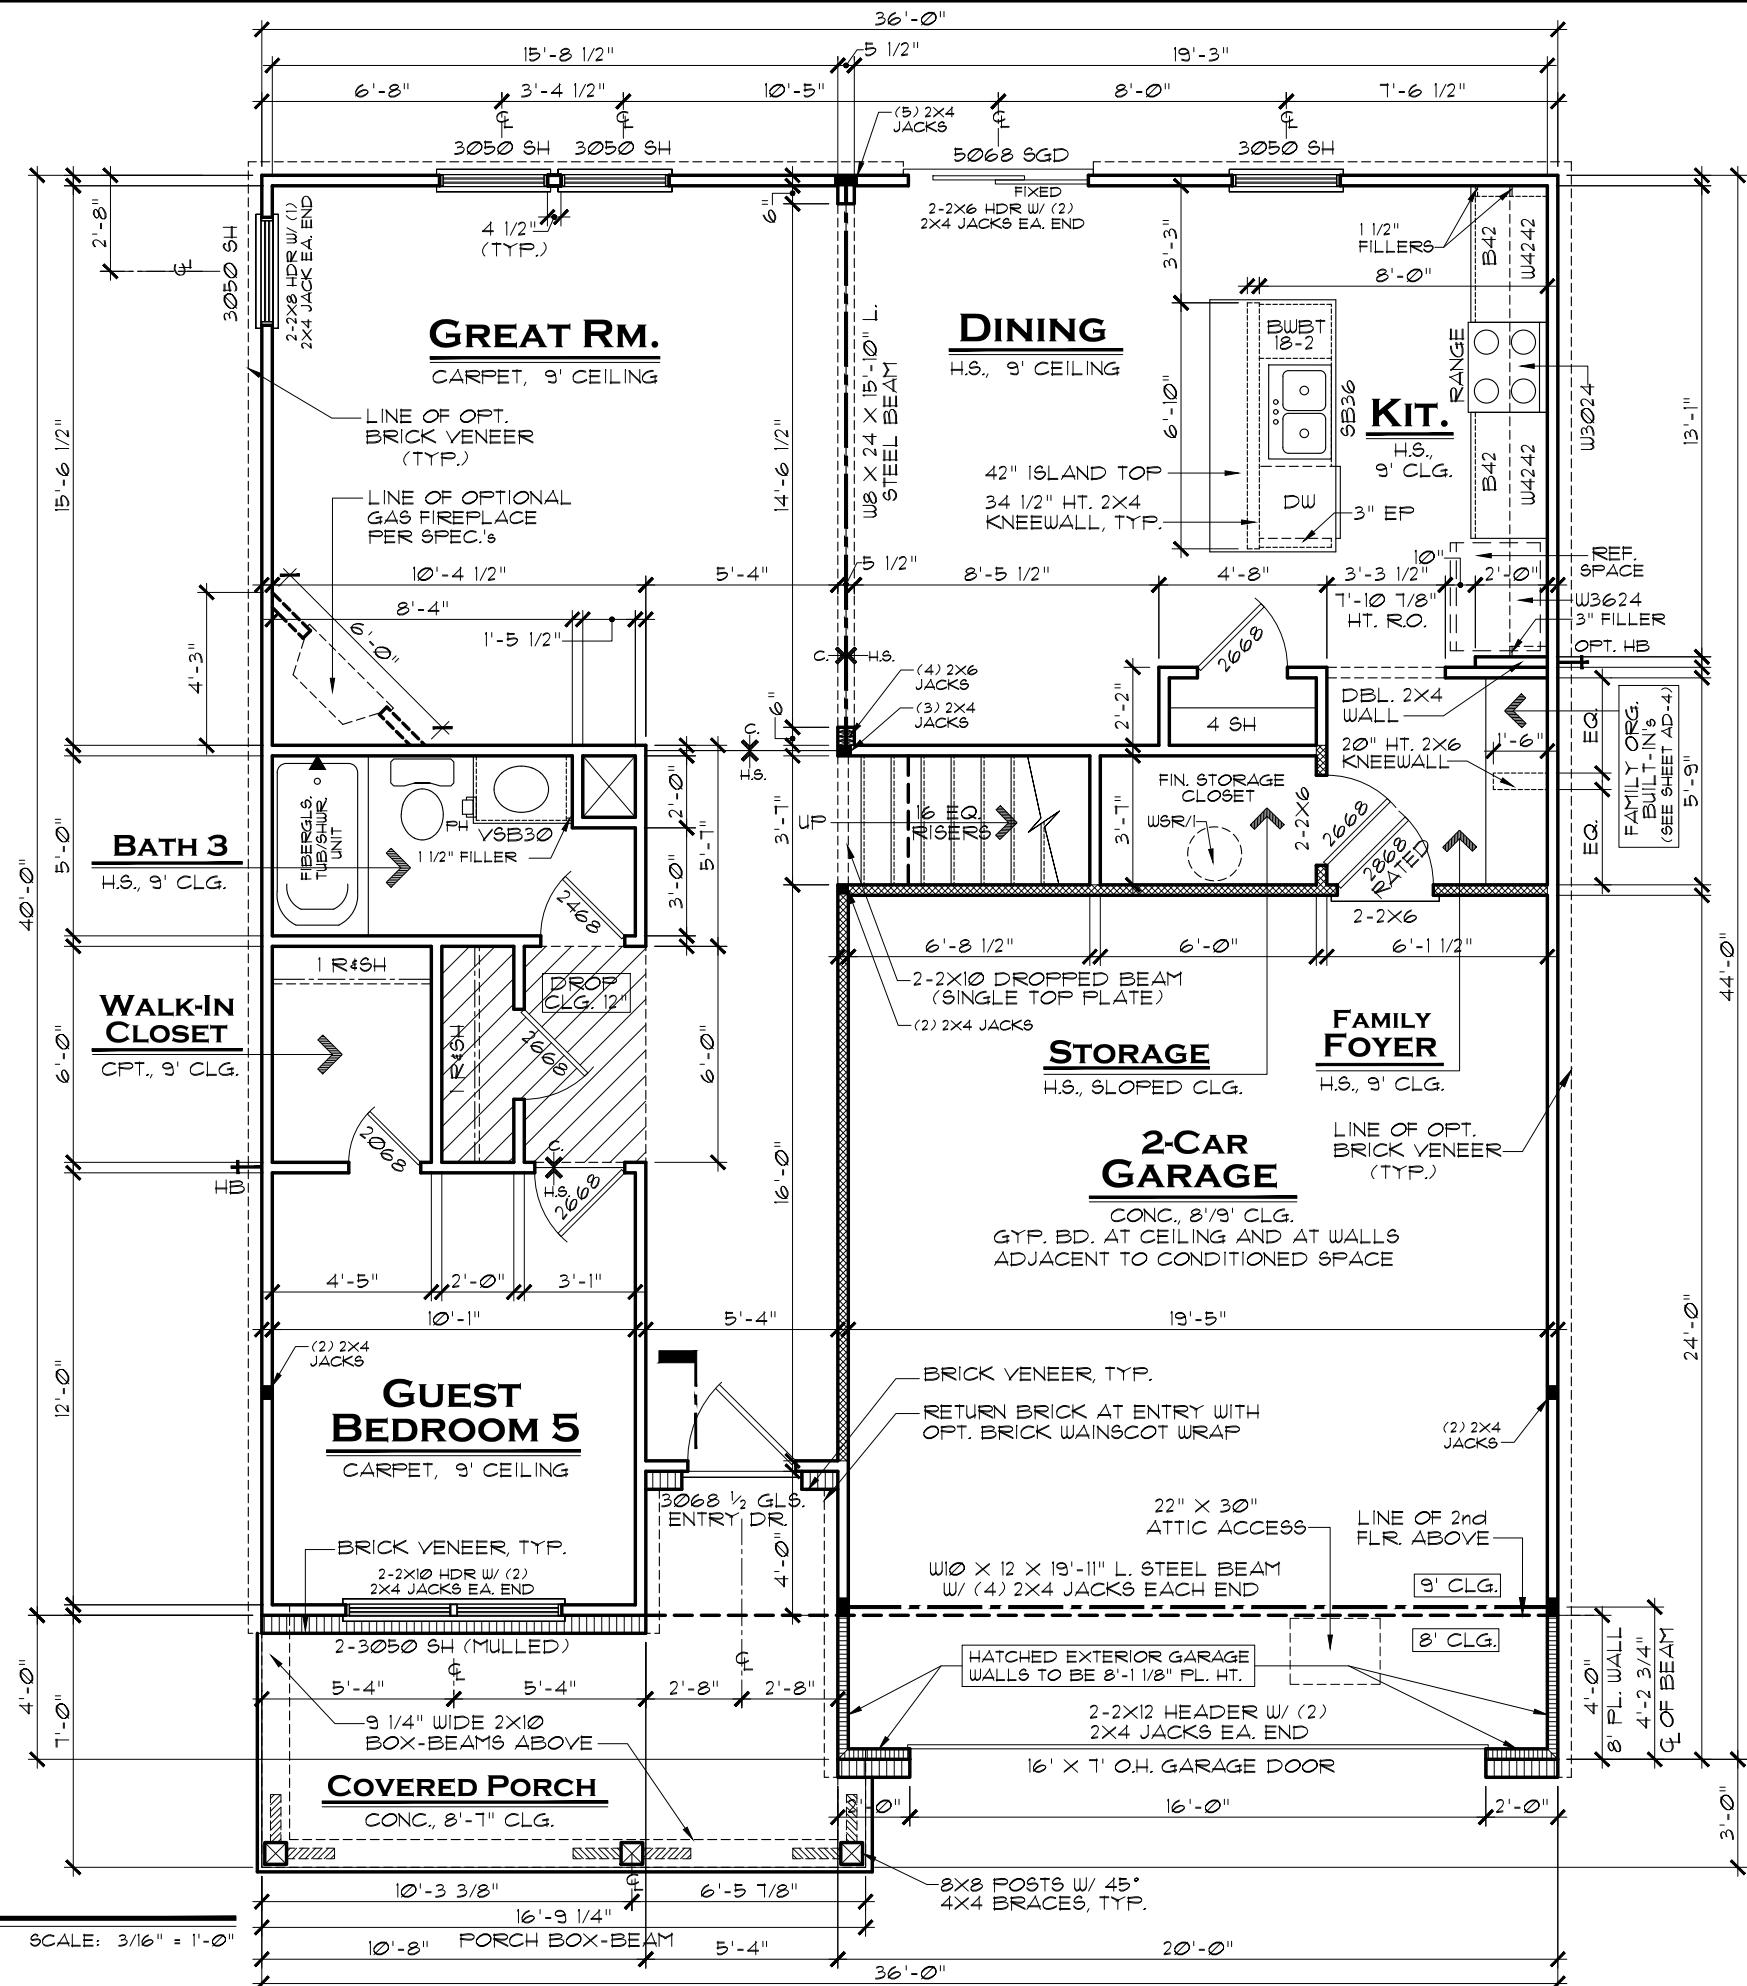 36'-0"
15'-8 1/2"
5 1/2"
19'-3"
6'-8"
3'-4 1/2"
10'-5"
8'-0"
7'-6 1/2"
(5) 2X4
JACKS
3050 SH
3050 SH
5068 SGD
3050 SH
FIXED
2-2X6 HDR W/ (2)
2X4 JACKS EA. END
2'-8"
3050 SH
2-2X8 HDR W/ (1)
2X4 JACK EA. END
4 1/2"
(TYP.)
6"
3'-3"
1 1/2"
FILLERS
B42
W4242
8'-0"
GREAT RM.
CARPET, 9' CEILING
W8 X 24 X 15'-10" L.
STEEL BEAM
DINING
H.S., 9' CEILING
BWBT
18-2
SB36
RANGE
KIT.
H.S.,
9' CLG.
W3024
13'-1"
LINE OF OPT.
BRICK VENEER
(TYP.)
15'-6 1/2"
14'-6 1/2"
6'-10"
42" ISLAND TOP
34 1/2" HT. 2X4
KNEEWALL, TYP.
DW
3" EP
B42
W4242
LINE OF OPTIONAL
GAS FIREPLACE
PER SPEC.'s
10'-4 1/2"
5'-4"
5 1/2"
8'-5 1/2"
4'-8"
3'-3 1/2"
10"
2'-0"
REF.
SPACE
7'-10 7/8"
HT. R.O.
W3624
3" FILLER
OPT. HB
8'-4"
1'-5 1/2"
6'-0"
4'-3"
C.
H.S.
(4) 2X6
JACKS
(3) 2X4
JACKS
6"
2668
2'-2"
4 SH
DBL. 2X4
WALL
20" HT. 2X6
KNEEWALL
1'-6"
EQ.
EQ.
FAMILY ORG.
BUILT-IN's
(SEE SHEET AD-4)
5'-9"
C.
H.S.
FIBERGLS.
TUB/SHWR.
UNIT
PH
VSB30
1 1/2" FILLER
2'-0"
5'-7"
3'-0"
3'-7"
UP
16 EQ.
RISERS
3'-7"
FIN. STORAGE
CLOSET
WSR/1
2-2X6
2668
2868
RATED
2-2X6
BATH 3
H.S., 9' CLG.
5'-0"
40'-0"
2468
44'-0"
6'-8 1/2"
6'-0"
6'-1 1/2"
2-2X10 DROPPED BEAM
(SINGLE TOP PLATE)
(2) 2X4 JACKS
1 R&SH
DROP
CLG. 12"
1 R&SH
2668
WALK-IN
CLOSET
CPT., 9' CLG.
6'-0"
6'-0"
STORAGE
H.S., SLOPED CLG.
FAMILY
FOYER
H.S., 9' CLG.
LINE OF OPT.
BRICK VENEER
(TYP.)
2068
HB
C.
H.S.
2668
16'-0"
2-CAR
GARAGE
CONC., 8'/9' CLG.
GYP. BD. AT CEILING AND AT WALLS
ADJACENT TO CONDITIONED SPACE
4'-5"
2'-0"
3'-1"
10'-1"
5'-4"
19'-5"
24'-0"
(2) 2X4
JACKS
12'-0"
GUEST
BEDROOM 5
CARPET, 9' CEILING
BRICK VENEER, TYP.
RETURN BRICK AT ENTRY WITH
OPT. BRICK WAINSCOT WRAP
(2) 2X4
JACKS
3068 ½ GLS.
ENTRY DR.
22" X 30"
ATTIC ACCESS
LINE OF 2nd
FLR. ABOVE
BRICK VENEER, TYP.
2-2X10 HDR W/ (2)
2X4 JACKS EA. END
4'-0"
W10 X 12 X 19'-11" L. STEEL BEAM
W/ (4) 2X4 JACKS EACH END
9' CLG.
8' CLG.
2-3050 SH (MULLED)
HATCHED EXTERIOR GARAGE
WALLS TO BE 8'-1 1/8" PL. HT.
4'-0"
7'-0"
5'-4"
5'-4"
2'-8"
2'-8"
4'-0"
8' PL. WALL
4'-2 3/4"
℄ OF BEAM
9 1/4" WIDE 2X10
BOX-BEAMS ABOVE
2-2X12 HEADER W/ (2)
2X4 JACKS EA. END
16' X 7' O.H. GARAGE DOOR
COVERED PORCH
CONC., 8'-7" CLG.
16'-0"
2'-0"
3'-0"
10'-3 3/8"
6'-5 7/8"
8X8 POSTS W/ 45°
4X4 BRACES, TYP.
16'-9 1/4"
PORCH BOX-BEAM
SCALE: 3/16" = 1'-0"
10'-8"
5'-4"
20'-0"
36'-0"